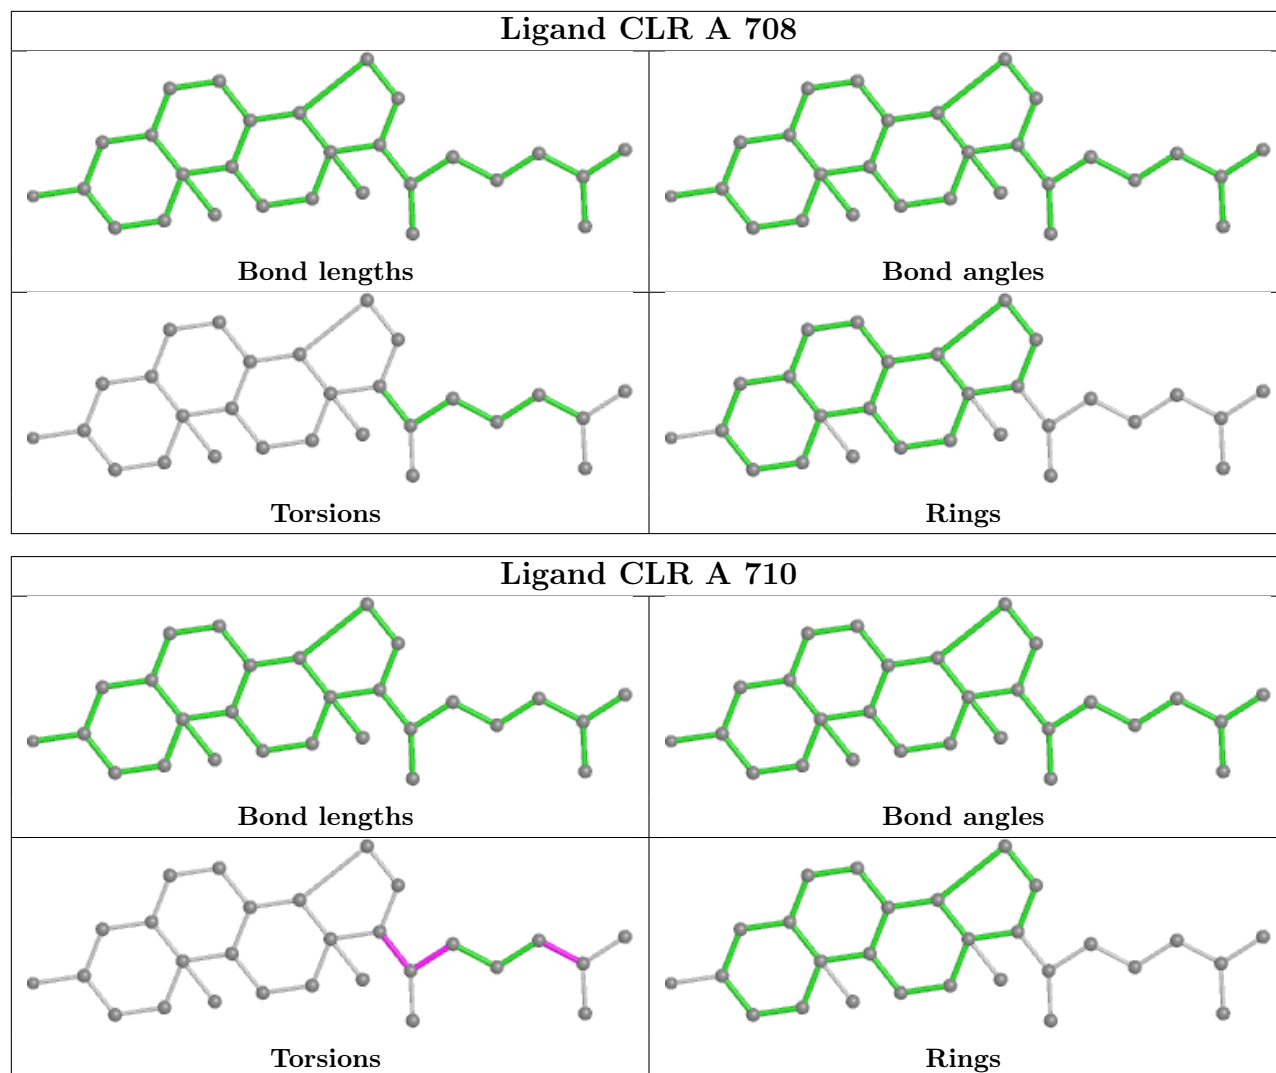 Ligand CLR A 708
Bond lengths
Bond angles
Torsions
Rings
Ligand CLR A 710
Bond lengths
Bond angles
Torsions
Rings